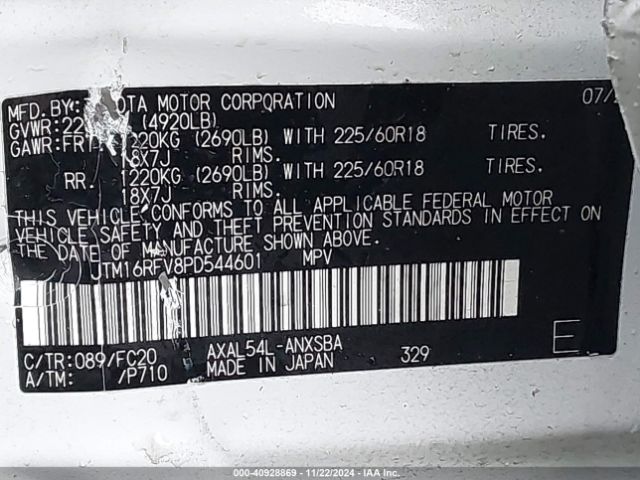 MFD. BY: OTA MOTOR CORPORATION 07/
GVWR: 22 (4920LB)
GAWR: FRT 1220KG (2690LB) WITH 225/60R18 TIRES.
18X7J RIMS.
RR. 1220KG (2690LB) WITH 225/60R18 TIRES.
18X7J RIMS.
THIS VEHICLE CONFORMS TO ALL APPLICABLE FEDERAL MOTOR
VEHICLE SAFETY AND THEFT PREVENTION STANDARDS IN EFFECT ON
THE DATE OF MANUFACTURE SHOWN ABOVE.
JTM16RFV8PD544601 MPV
C/TR: 089/FC20 AXAL54L-ANXSBA 329 E
A/TM: /P710 MADE IN JAPAN
000-40928869 - 11/22/2024 - IAA Inc.